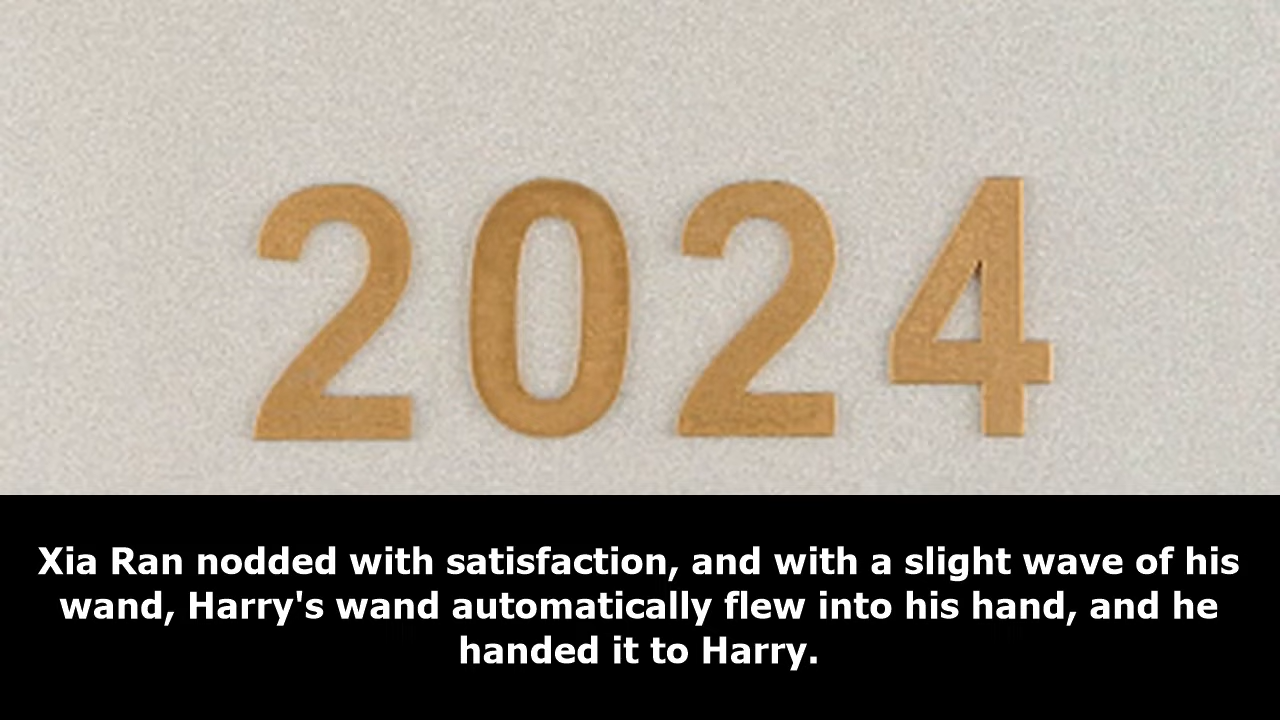 2024
Xia Ran nodded with satisfaction, and with a slight wave of his
wand, Harry's wand automatically flew into his hand, and he
handed it to Harry.